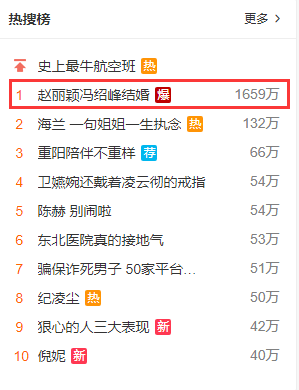 热搜榜 更多 >
史上最牛航空班 热
1 赵丽颖冯绍峰结婚 爆 1659万
2 海兰 一句姐姐一生执念 热 132万
3 重阳陪伴不重样 荐 66万
4 卫嬿婉还戴着凌云彻的戒指 54万
5 陈赫 别闹啦 54万
6 东北医院真的接地气 53万
7 骗保诈死男子 50家平台... 51万
8 纪凌尘 热 50万
9 狠心的人三大表现 新 42万
10 倪妮 新 40万